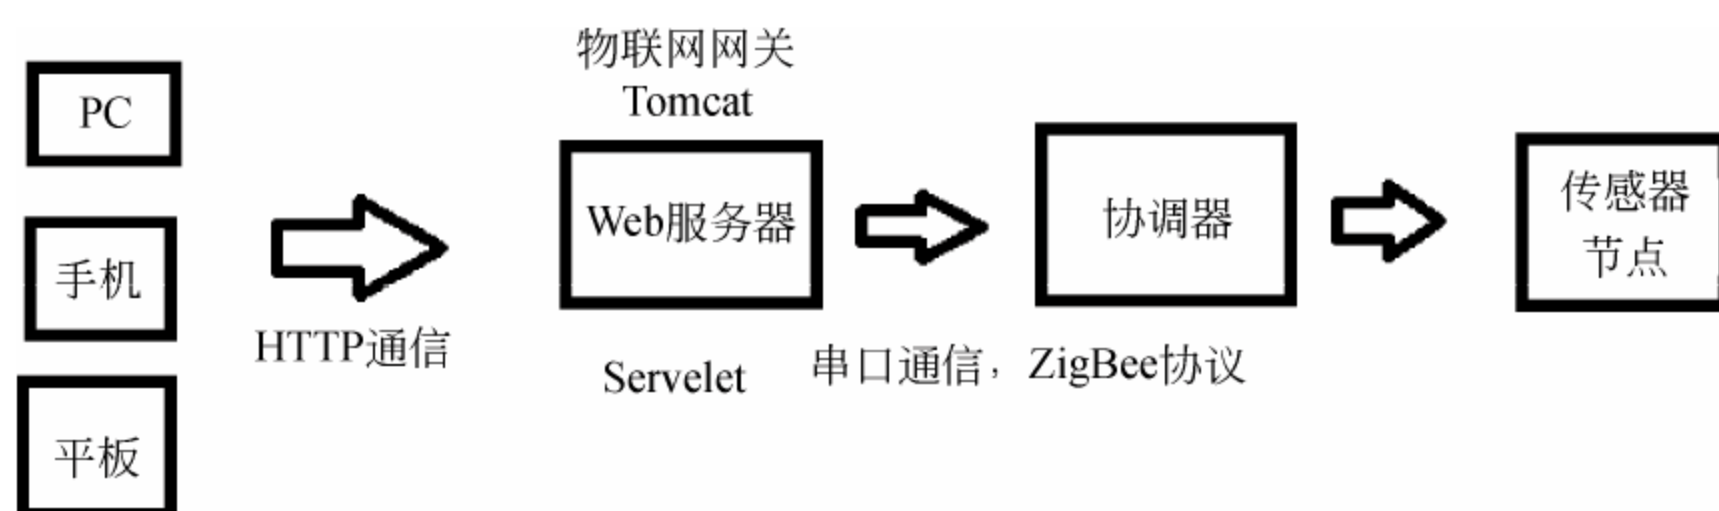 PC
手机
平板
HTTP通信
物联网网关
Tomcat
Web服务器
Servelet
串口通信，ZigBee协议
协调器
传感器
节点